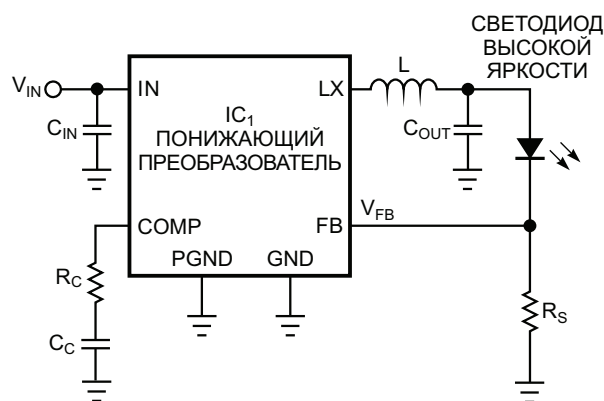 СВЕТОДИОД
ВЫСОКОЙ
ЯРКОСТИ
VIN
IN
LX
L
CIN
IC1
ПОНИЖАЮЩИЙ
ПРЕОБРАЗОВАТЕЛЬ
COUT
COMP
FB
VFB
PGND
GND
RC
CC
RS